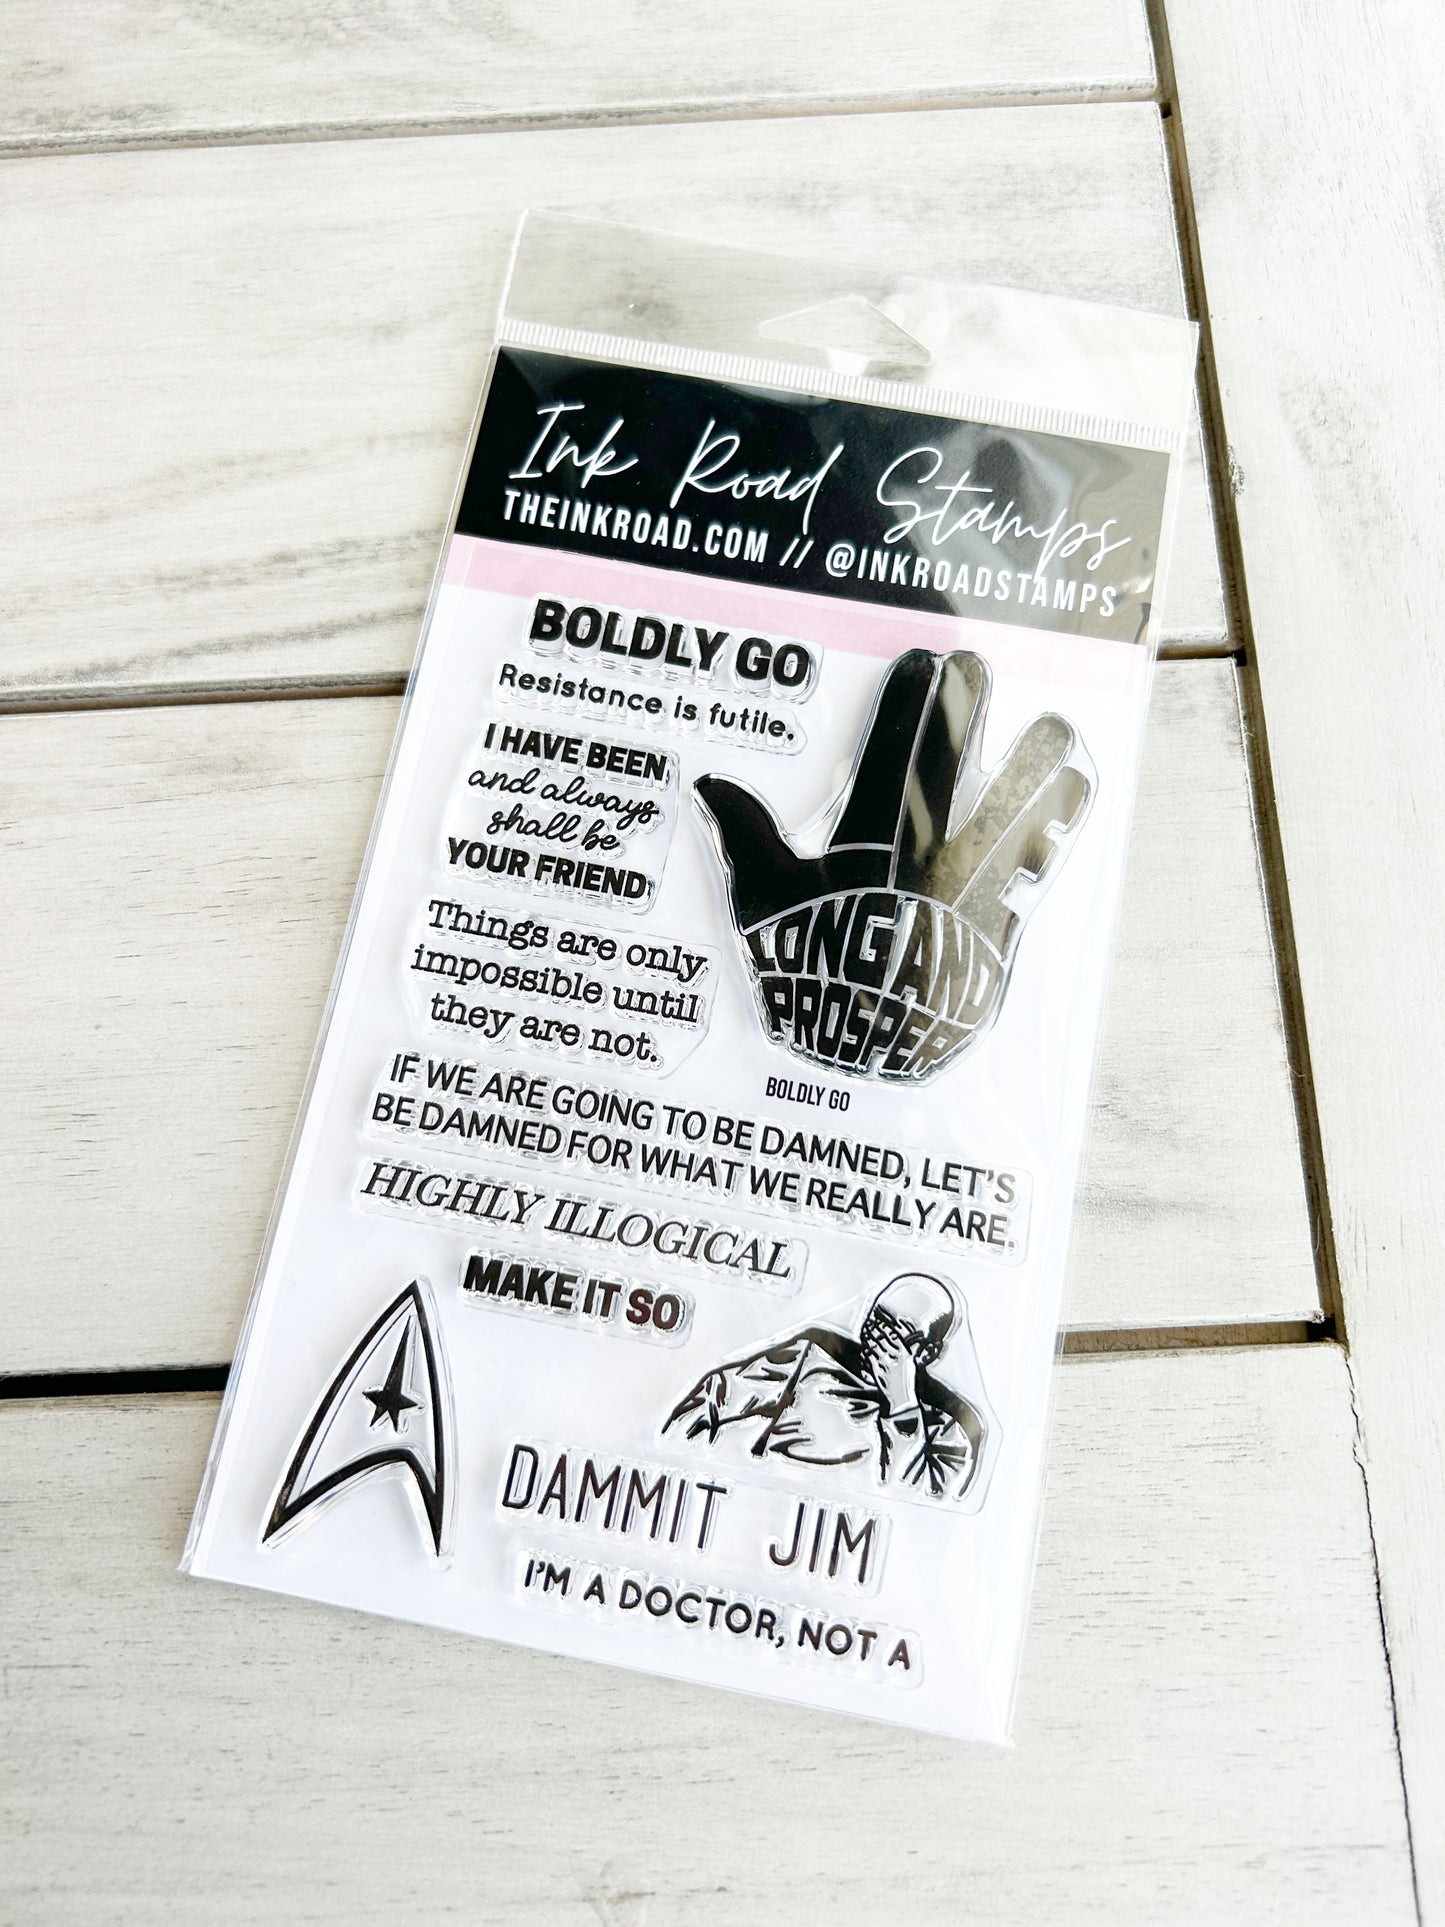 Ink Road Stamps
THEINKROAD.COM // @INKROADSTAMPS
BOLDLY GO
Resistance is futile.
I HAVE BEEN
and always
shall be
YOUR FRIEND
Things are only
impossible until
they are not.
LIVE
LONG AND
PROSPER
BOLDLY GO
IF WE ARE GOING TO BE DAMNED, LET'S
BE DAMNED FOR WHAT WE REALLY ARE.
HIGHLY ILLOGICAL
MAKE IT SO
DAMMIT JIM
I'M A DOCTOR, NOT A